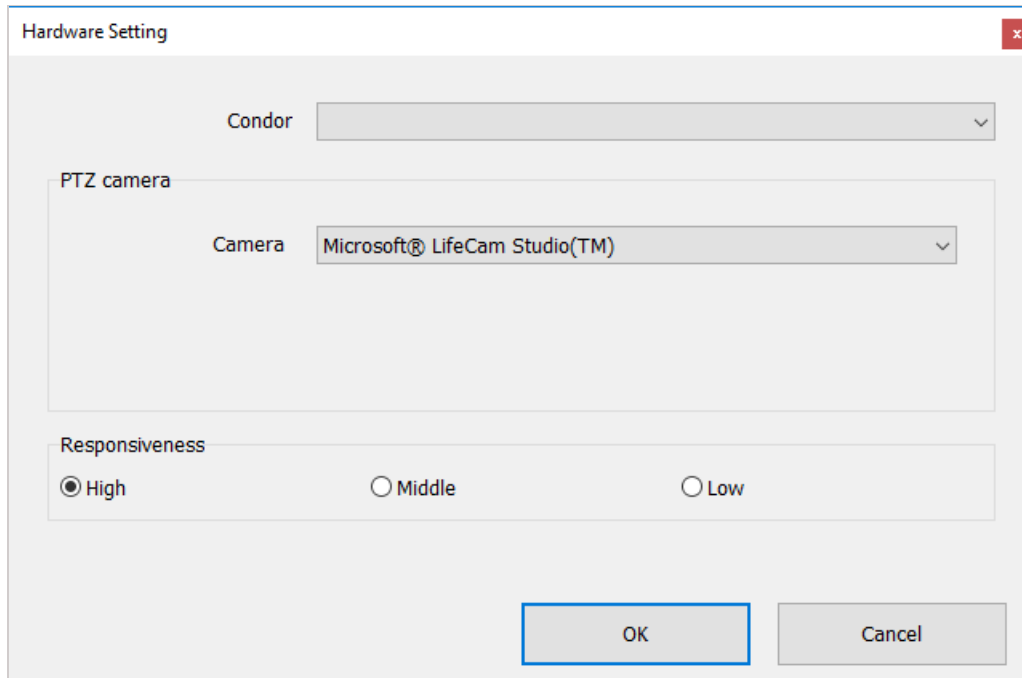 Hardware Setting
x
Condor
PTZ camera
Camera
Microsoft® LifeCam Studio(TM)
Responsiveness
High
Middle
Low
OK
Cancel